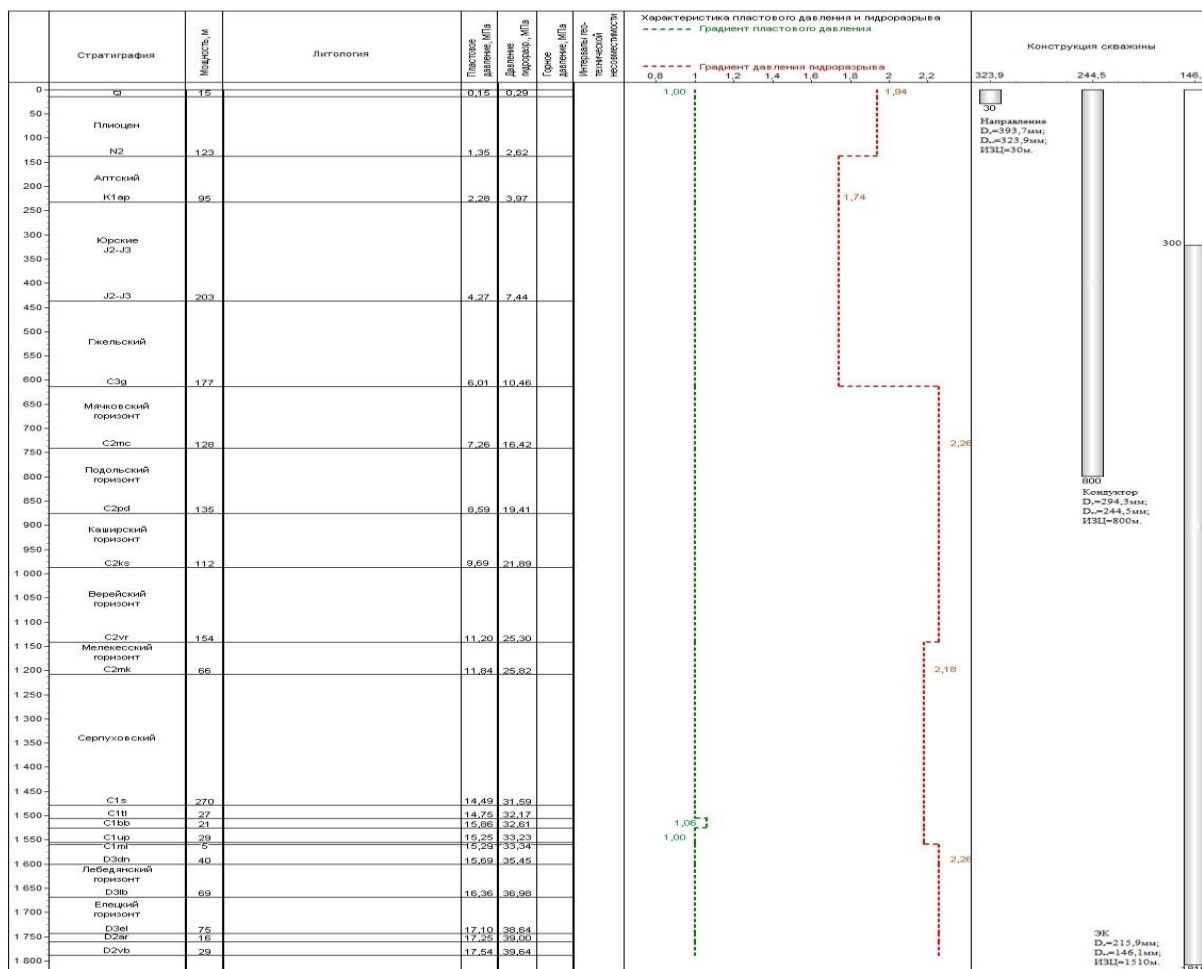 Стратиграфия
Мощность, м
Литология
Пластовое давление, МПа
Давление гидроразр., МПа
Горное давление, МПа
Интервалы геотехнической несовместимости
Характеристика пластового давления и гидроразрыва
Градиент пластового давления
Градиент давления гидроразрыва
0,8 1 1,2 1,4 1,6 1,8 2 2,2
Конструкция скважины
323,9 244,5 146,
0 Q 15 0,15 0,29 1,00 1,94
50
Плиоцен
100
N2 123 1,35 2,62
150
Аптский
200
K1ap 95 2,28 3,97 1,74
250
300
Юрские
J2-J3
350
400
J2-J3 203 4,27 7,44
450
500
Гжельский
550
600
C3g 177 6,01 10,46
650
Мячковский
горизонт
700
C2mc 128 7,26 16,42 2,26
750
800
Подольский
горизонт
850
C2pd 135 8,59 19,41
900
Каширский
горизонт
950
C2ks 112 9,69 21,89
1 000
Верейский
горизонт
1 050
1 100
C2vr 154 11,20 25,30
1 150
Мелекесский
горизонт
1 200
C2mk 66 11,84 25,82 2,18
1 250
1 300
Серпуховский
1 350
1 400
1 450
C1s 270 14,49 31,59
1 500
C1tl 27 14,75 32,17
C1bb 21 15,86 32,61 1,06
1 550
C1up 29 15,25 33,23 1,00
C1ml 5 15,29 33,34
1 600
D3dn 40 15,69 35,45 2,26
Лебедянский
горизонт
1 650
D3lb 69 16,36 36,98
1 700
Елецкий
горизонт
D3el 75 17,10 38,64
1 750
D2ar 16 17,25 39,00
D2vb 29 17,54 39,64
1 800
30
Направление
D =393,7мм;
D =323,9мм;
ИЗЦ=30м.
300
800
Кондуктор
D =294,3мм;
D =244,5мм;
ИЗЦ=800м.
ЭК
D =215,9мм;
D =146,1мм;
ИЗЦ=1510м.